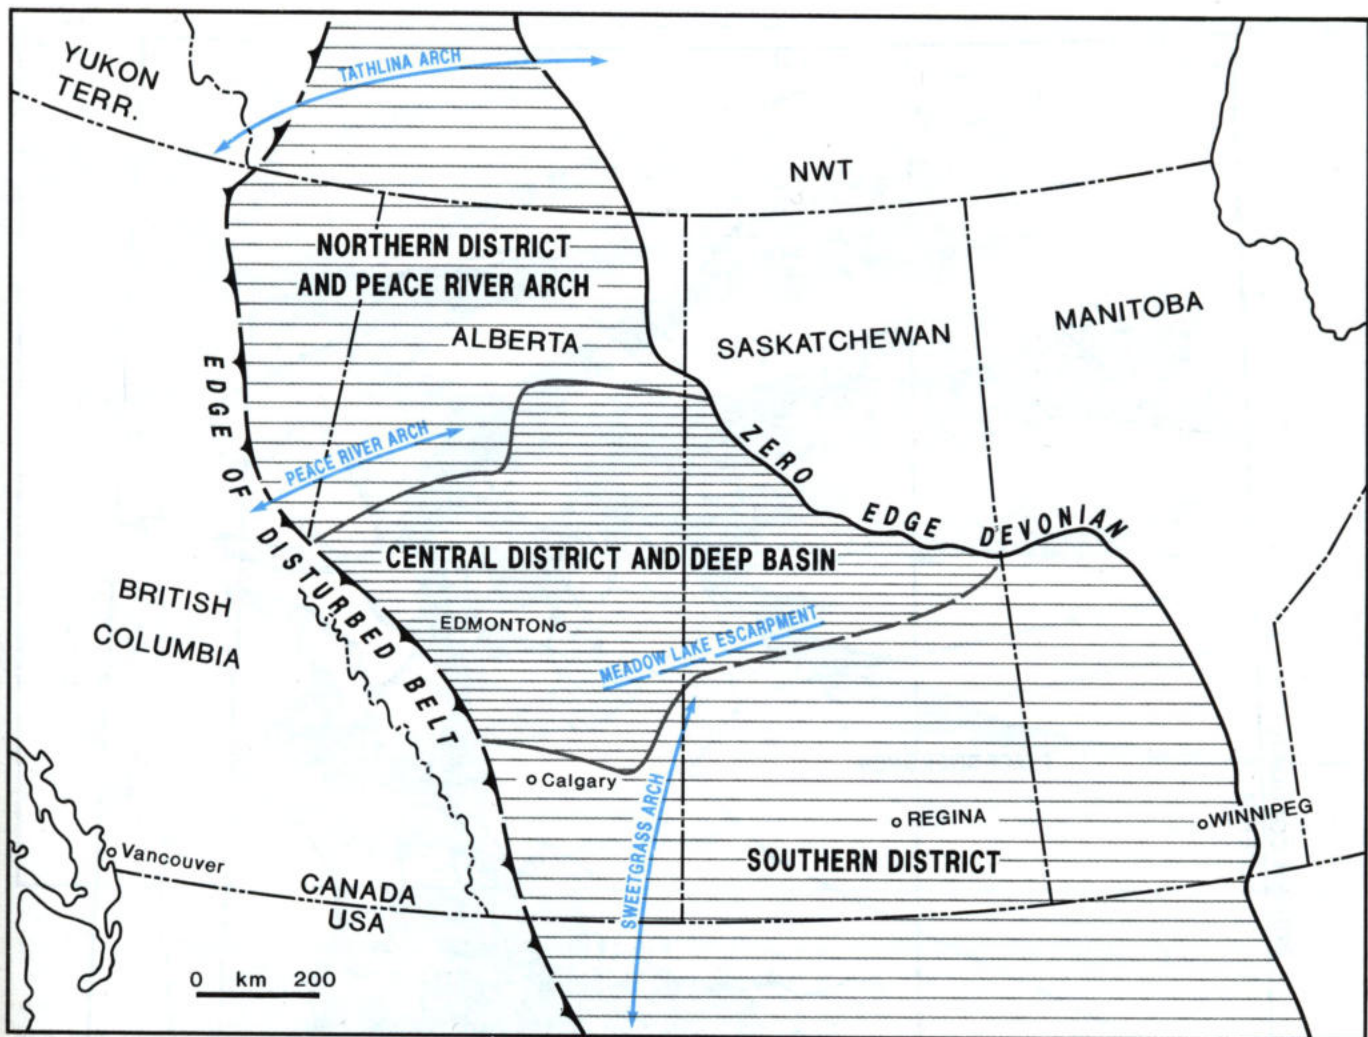 YUKON
TERR.
TATHLINA ARCH
NWT
NORTHERN DISTRICT
AND PEACE RIVER ARCH
ALBERTA
SASKATCHEWAN
MANITOBA
EDGE OF DISTURBED BELT
PEACE RIVER ARCH
ZERO EDGE DEVONIAN
CENTRAL DISTRICT AND DEEP BASIN
BRITISH
COLUMBIA
EDMONTON
MEADOW LAKE ESCARPMENT
Calgary
SWEETGRASS ARCH
REGINA
WINNIPEG
Vancouver
SOUTHERN DISTRICT
CANADA
USA
0 km 200